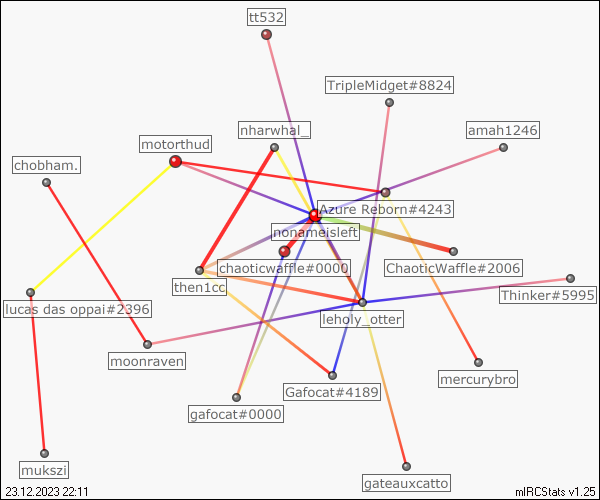 tt532
TripleMidget#8824
nharwhal_
amah1246
motorthud
chobham.
Azure Reborn#4243
nonameisleft
chaoticwaffle#0000
ChaoticWaffle#2006
then1cc
Thinker#5995
lucas das oppai#2396
leholy_otter
moonraven
mercurybro
Gafocat#4189
gafocat#0000
mukszi
gateauxcatto
23.12.2023 22:11
mIRCStats v1.25